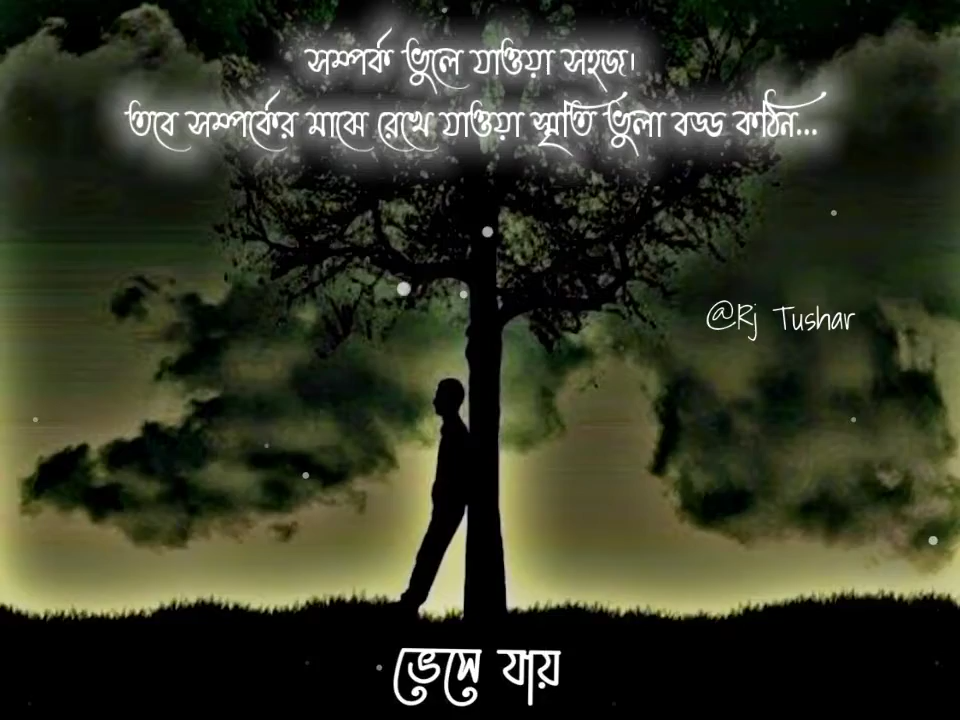 সম্পর্ক ভুলে যাওয়া সহজ।
তবে সম্পর্কের মাঝে রেখে যাওয়া স্মৃতি ভুলা বড্ড কঠিন...
@Rj Tushar
ভেসে যায়